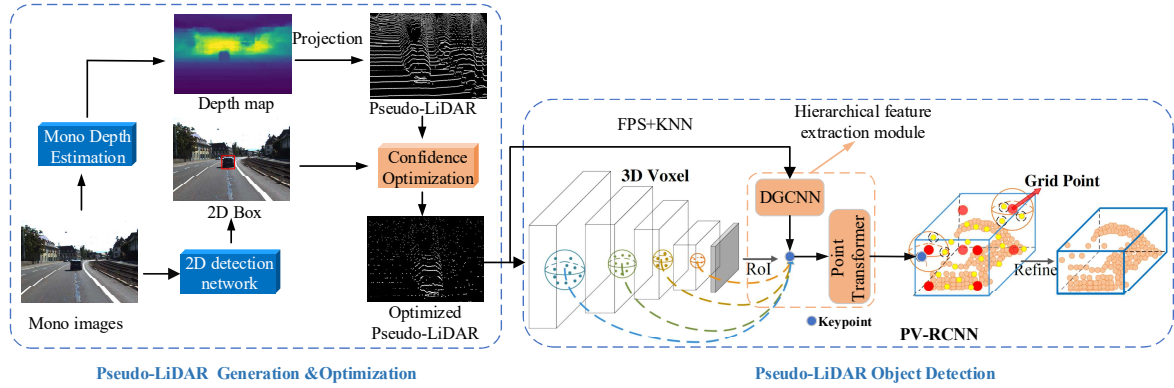 Projection
Depth map
Pseudo-LiDAR
Mono Depth
Estimation
Confidence
Optimization
2D Box
2D detection
network
Mono images
Optimized
Pseudo-LiDAR
Pseudo-LiDAR Generation &Optimization
FPS+KNN
Hierarchical feature
extraction module
3D Voxel
DGCNN
Grid Point
RoI
Point
Transformer
Refine
Keypoint
PV-RCNN
Pseudo-LiDAR Object Detection